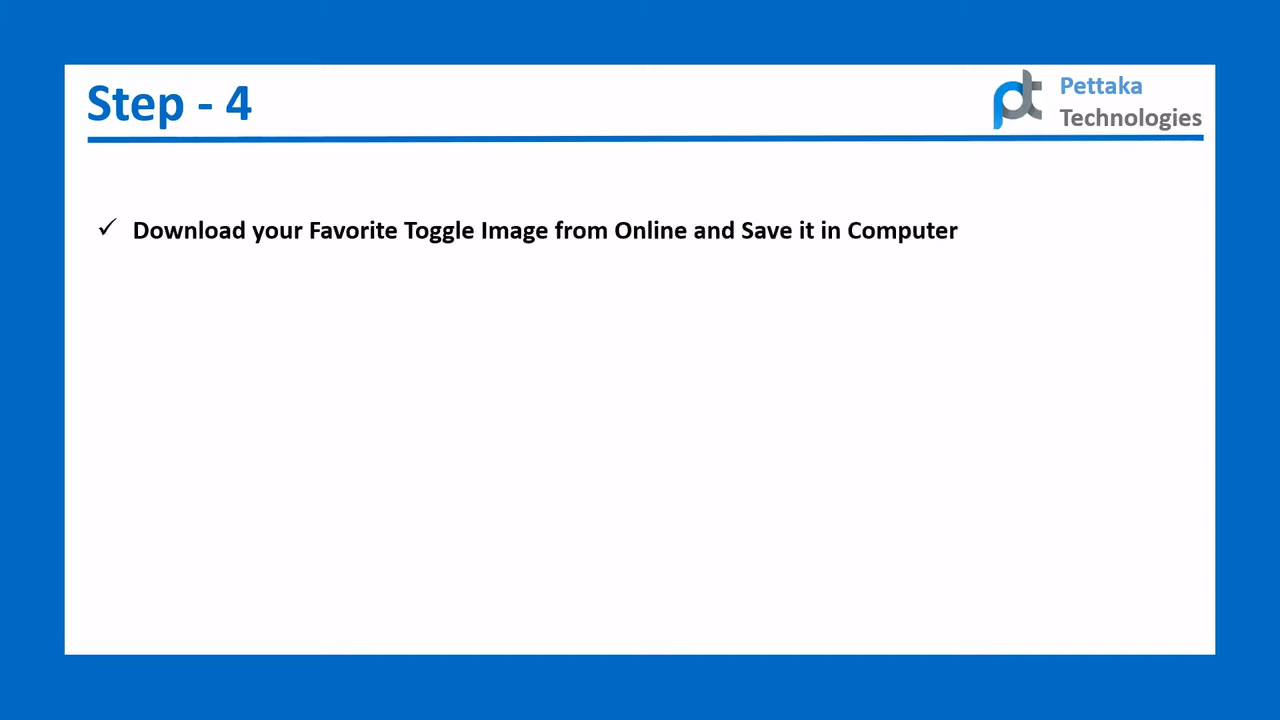 Step - 4
Pettaka
Technologies
✓ Download your Favorite Toggle Image from Online and Save it in Computer